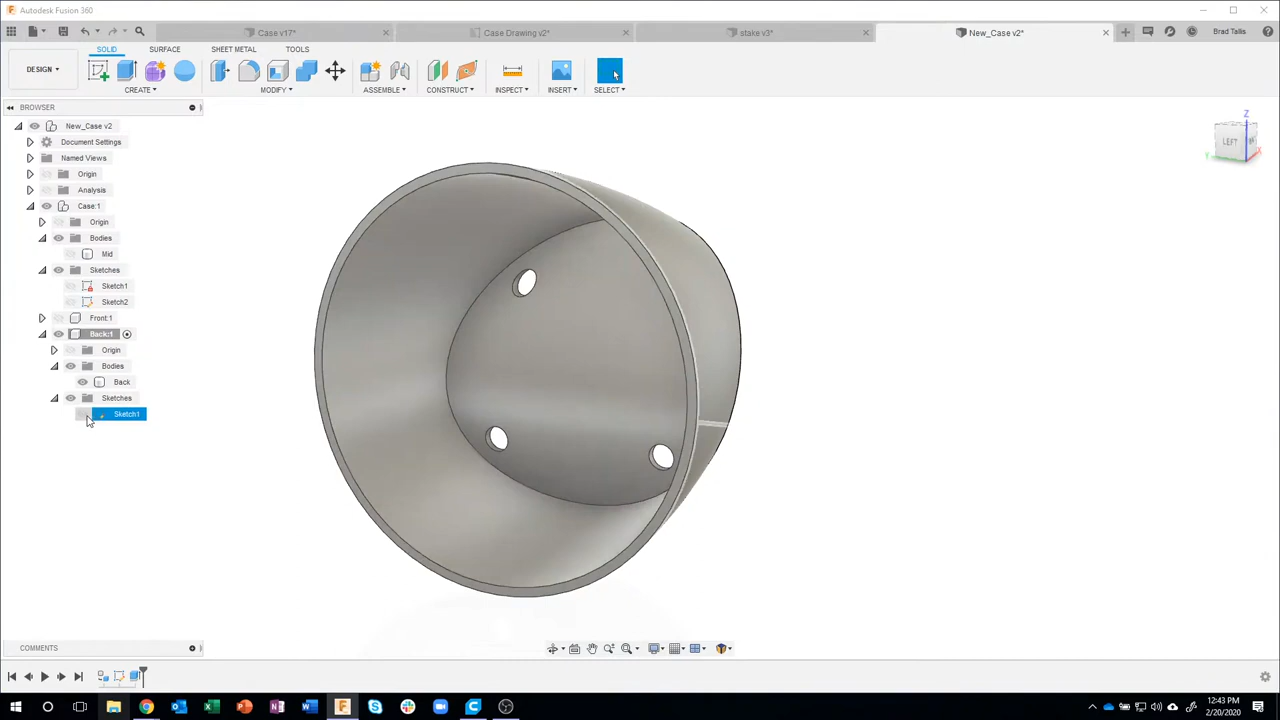 Autodesk Fusion 360
Case v17*
Case Drawing v2*
stake v3*
New_Case v2*
Brad Tallis
SOLID
SURFACE
SHEET METAL
TOOLS
DESIGN
CREATE
MODIFY
ASSEMBLE
CONSTRUCT
INSPECT
INSERT
SELECT
BROWSER
New_Case v2
Document Settings
Named Views
Origin
Analysis
Case:1
Origin
Bodies
Mid
Sketches
Sketch1
Sketch2
Front:1
Back:1
Origin
Bodies
Back
Sketches
Sketch1
Z
LEFT
Y
X
COMMENTS
12:43 PM
2/20/2020